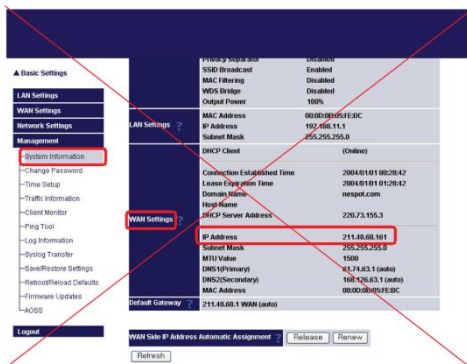 ▲ Basic Settings
LAN Settings
WAN Settings
Network Settings
Management
System Information
Change Password
Time Setup
Traffic Information
Client Monitor
Ping Tool
Log Information
Syslog Transfer
Save/Restore Settings
Reboot/Reload Defaults
Firmware Updates
AOSS
Logout
Privacy Separator Disabled
SSID Broadcast Enabled
MAC Filtering Disabled
WDS Bridge Disabled
Output Power 100%
LAN Settings ?
MAC Address
IP Address 192.168.11.1
Subnet Mask 255.255.255.0
WAN Settings ?
DHCP Client (Online)
Connection Established Time 2004/01/01 00:28:42
Lease Expiration Time 2004/01/01 01:28:42
Domain Name nespot.com
Host Name
DHCP Server Address 220.73.155.3
IP Address 211.48.68.161
Subnet Mask 255.255.255.0
MTU Value 1500
DNS1(Primary) (auto)
DNS2(Secondary) 168.126.63.1 (auto)
MAC Address
Default Gateway ? 211.48.68.1 WAN (auto)
WAN Side IP Address Automatic Assignment ? Release Renew
Refresh